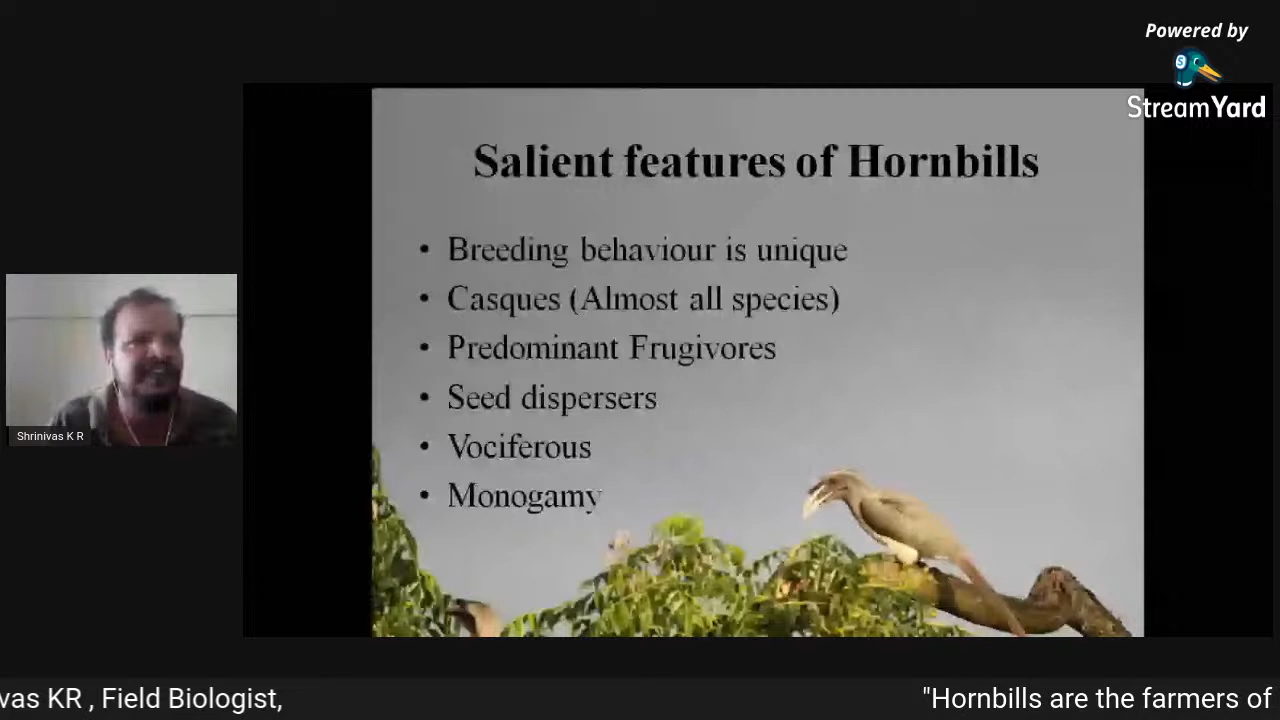 Powered by
StreamYard
Salient features of Hornbills
• Breeding behaviour is unique
• Casques (Almost all species)
• Predominant Frugivores
• Seed dispersers
• Vociferous
• Monogamy
Shrinivas K R
vas KR , Field Biologist,
"Hornbills are the farmers of